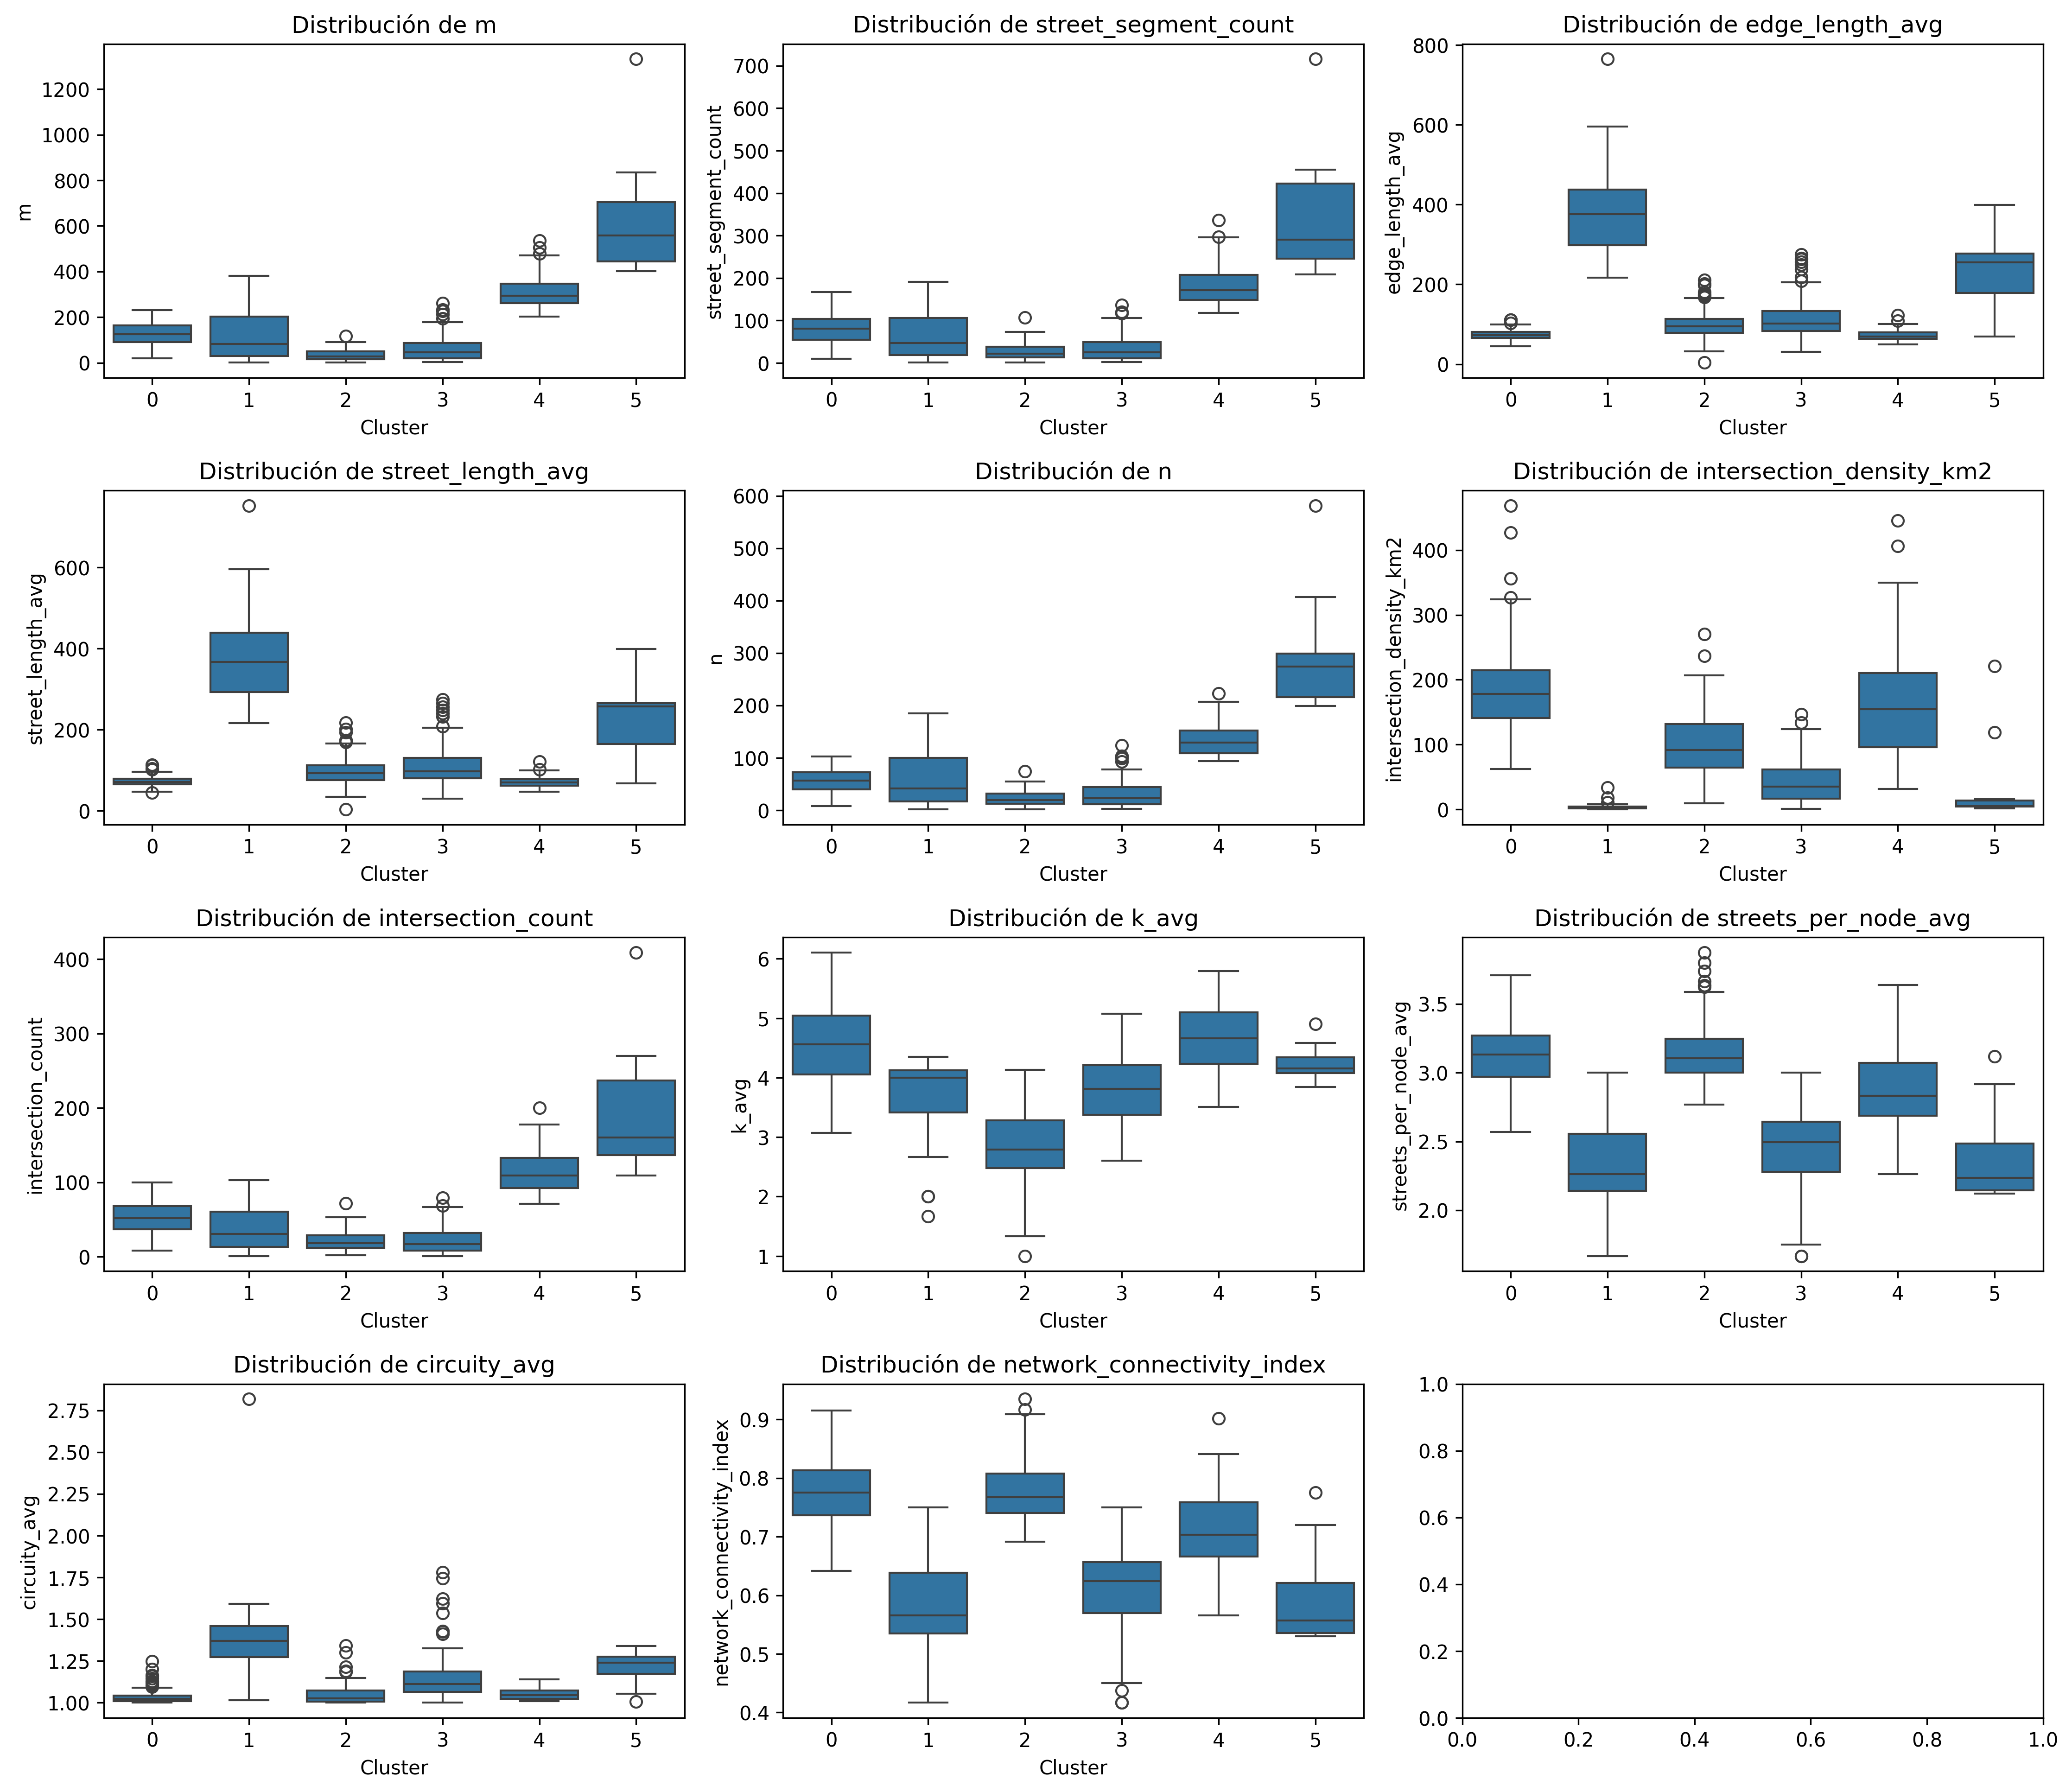 Distribución de m
m
1200
1000
800
600
400
200
0
0 1 2 3 4 5
Cluster
Distribución de street_segment_count
street_segment_count
700
600
500
400
300
200
100
0
0 1 2 3 4 5
Cluster
Distribución de edge_length_avg
edge_length_avg
800
600
400
200
0
0 1 2 3 4 5
Cluster
Distribución de street_length_avg
street_length_avg
600
400
200
0
0 1 2 3 4 5
Cluster
Distribución de n
n
600
500
400
300
200
100
0
0 1 2 3 4 5
Cluster
Distribución de intersection_density_km2
intersection_density_km2
400
300
200
100
0
0 1 2 3 4 5
Cluster
Distribución de intersection_count
intersection_count
400
300
200
100
0
0 1 2 3 4 5
Cluster
Distribución de k_avg
k_avg
6
5
4
3
2
1
0 1 2 3 4 5
Cluster
Distribución de streets_per_node_avg
streets_per_node_avg
3.5
3.0
2.5
2.0
0 1 2 3 4 5
Cluster
Distribución de circuity_avg
circuity_avg
2.75
2.50
2.25
2.00
1.75
1.50
1.25
1.00
0 1 2 3 4 5
Cluster
Distribución de network_connectivity_index
network_connectivity_index
0.9
0.8
0.7
0.6
0.5
0.4
0 1 2 3 4 5
Cluster
1.0
0.8
0.6
0.4
0.2
0.0
0.0 0.2 0.4 0.6 0.8 1.0